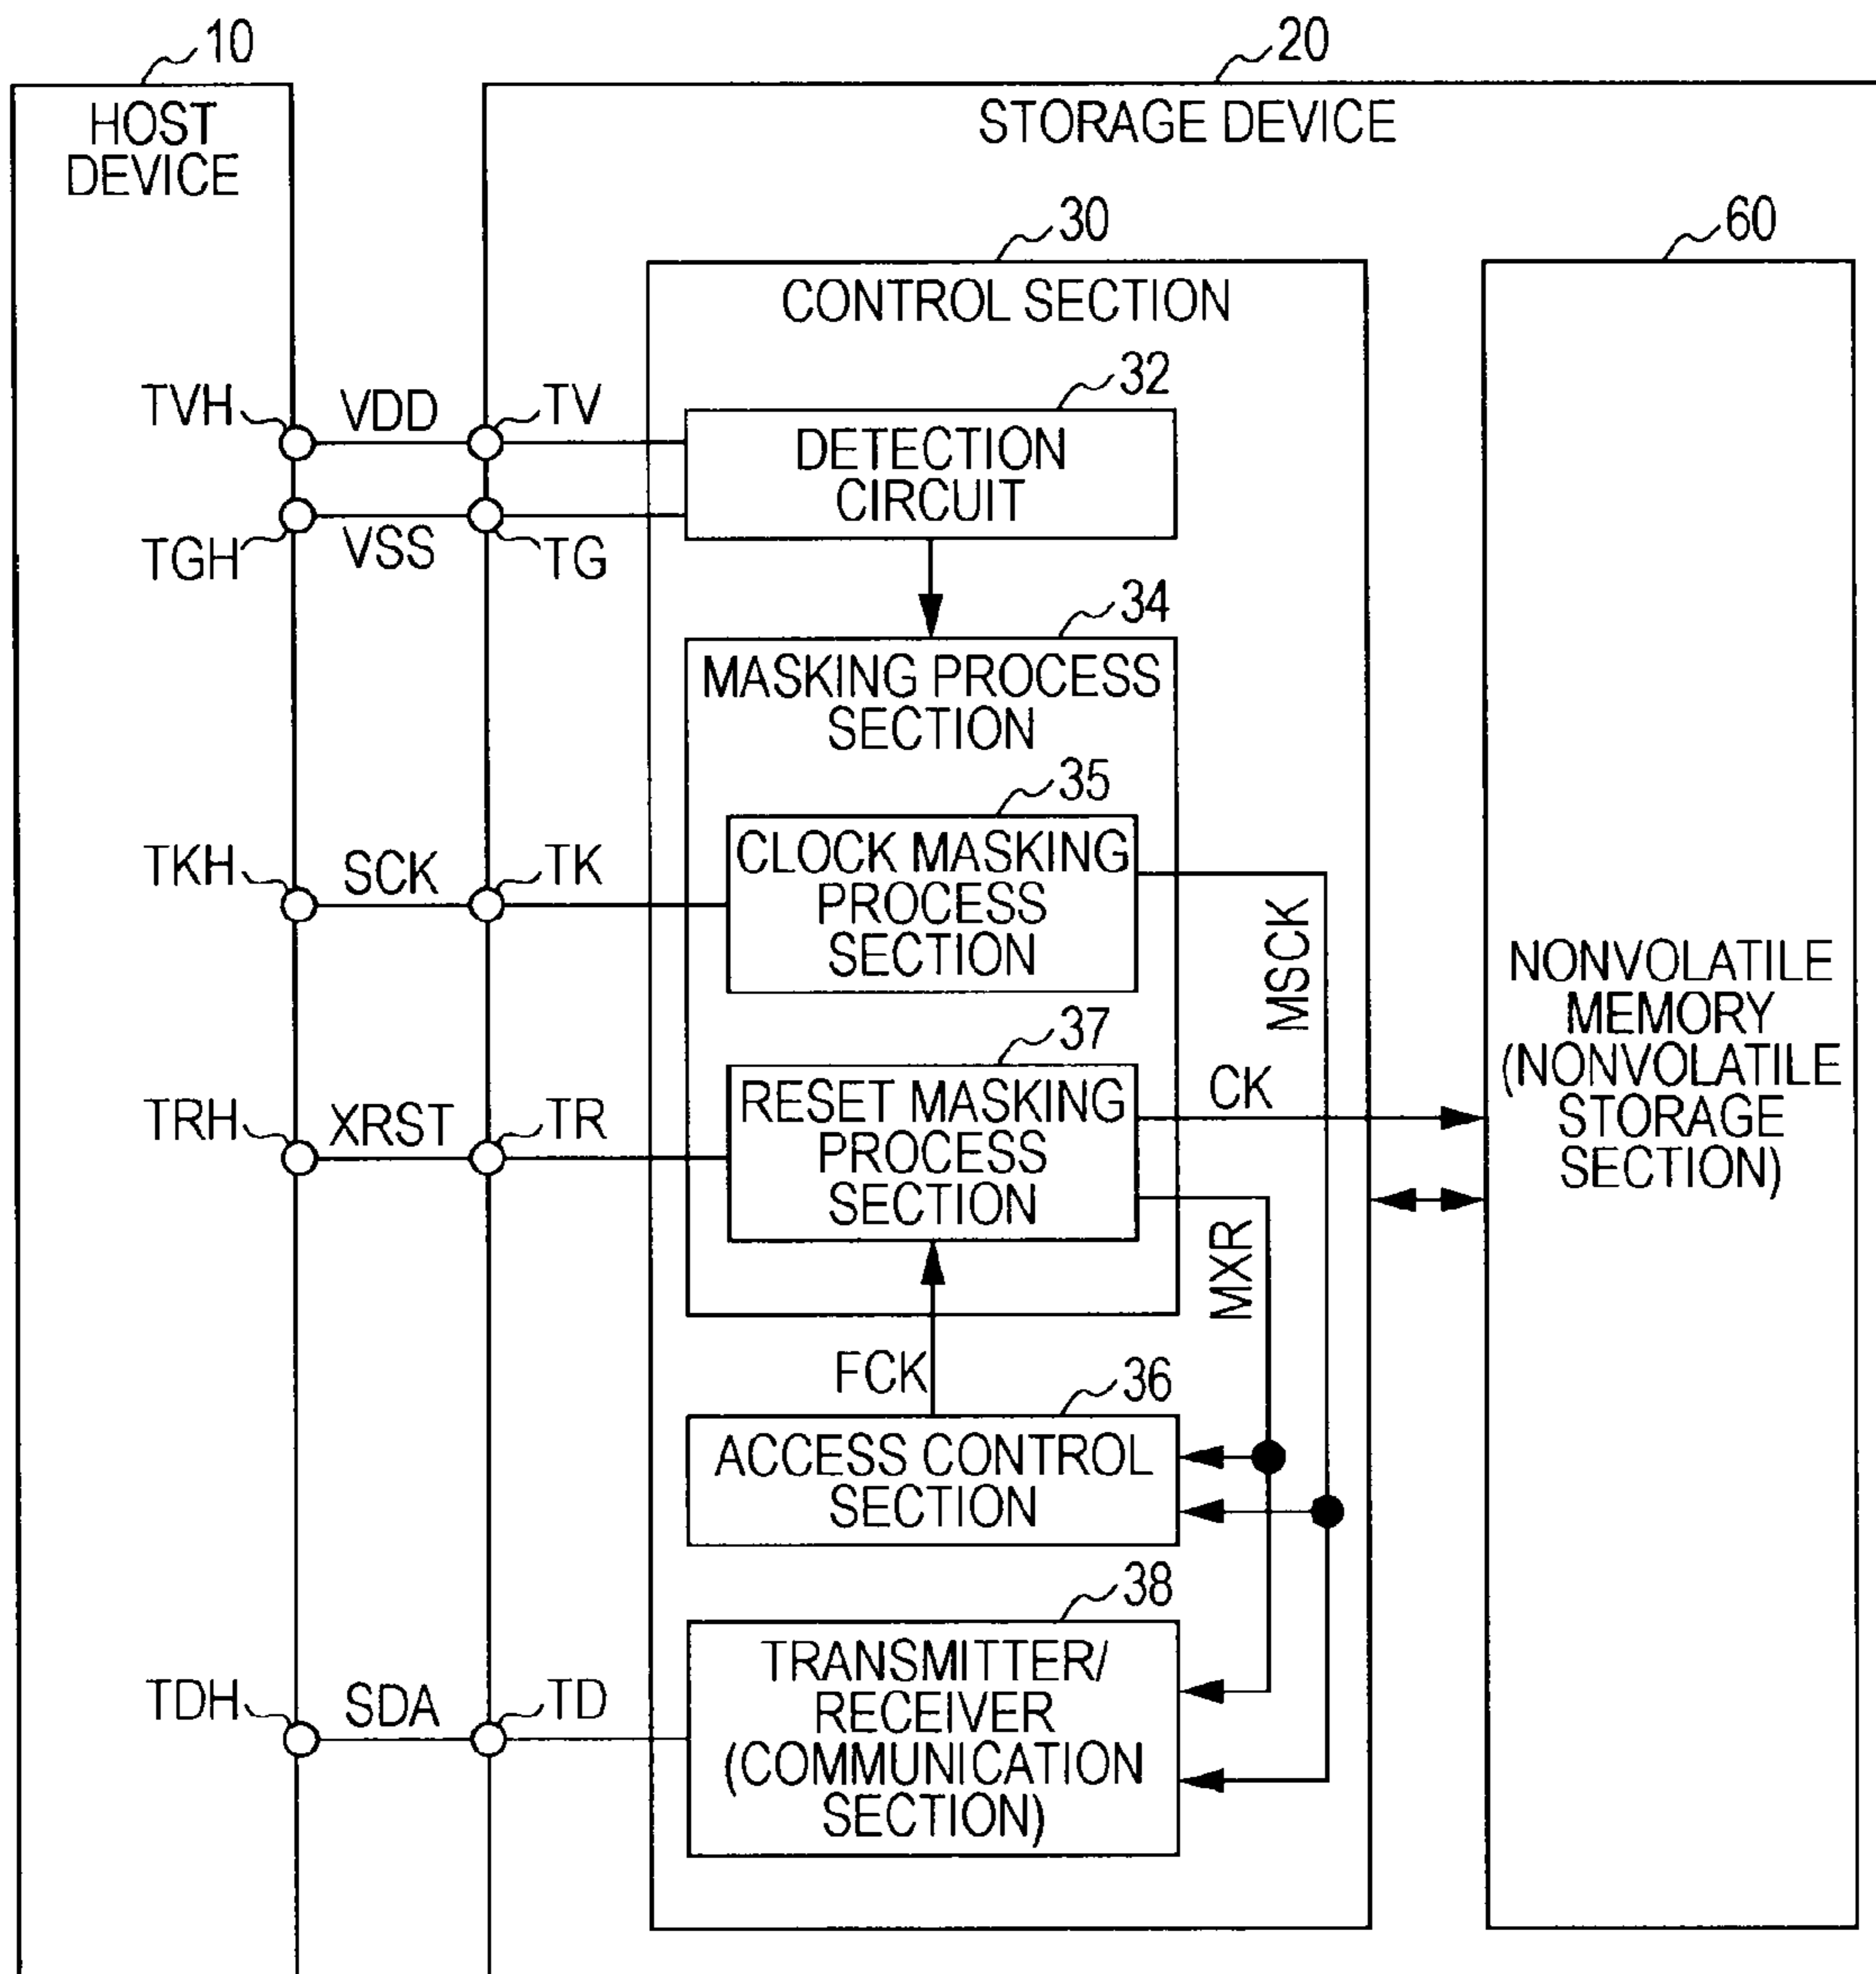 10
20
HOST
DEVICE
STORAGE DEVICE
30
60
CONTROL SECTION
32
TVH
VDD
TV
DETECTION
CIRCUIT
TGH
VSS
TG
34
MASKING PROCESS
SECTION
35
TKH
SCK
TK
CLOCK MASKING
PROCESS
SECTION
MSCK
NONVOLATILE
MEMORY
(NONVOLATILE
STORAGE
SECTION)
37
TRH
XRST
TR
RESET MASKING
PROCESS
SECTION
CK
MXR
FCK
36
ACCESS CONTROL
SECTION
38
TDH
SDA
TD
TRANSMITTER/
RECEIVER
(COMMUNICATION
SECTION)